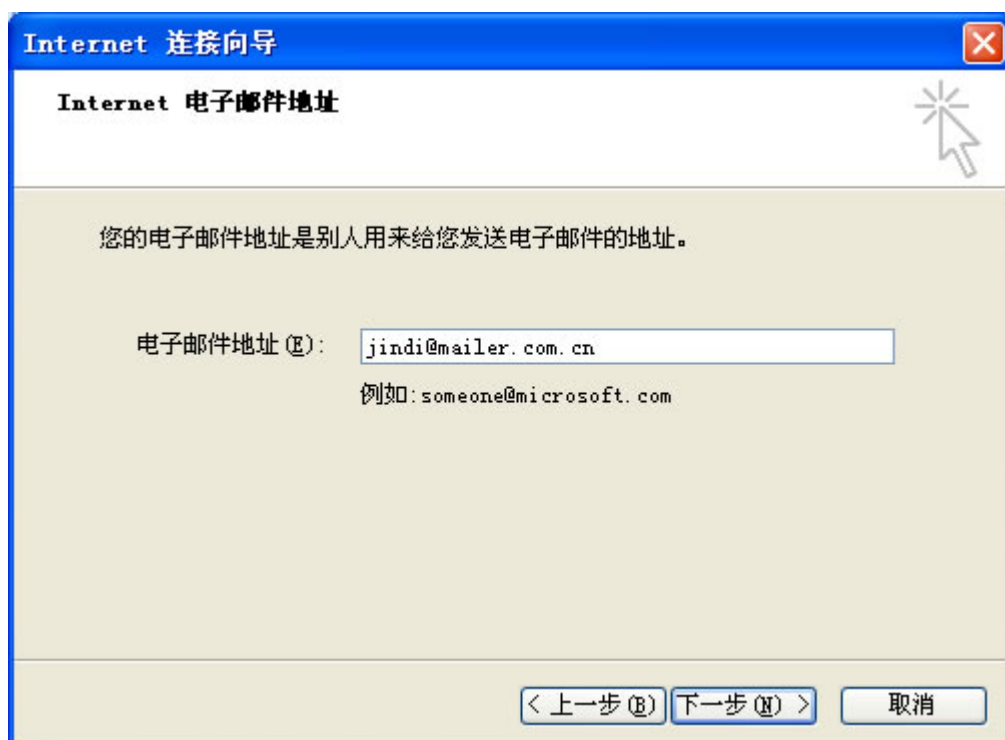 Internet 连接向导
Internet 电子邮件地址
您的电子邮件地址是别人用来给您发送电子邮件的地址。
电子邮件地址(E): jindi@mailer.com.cn
例如:someone@microsoft.com
< 上一步(B) 下一步(N) > 取消